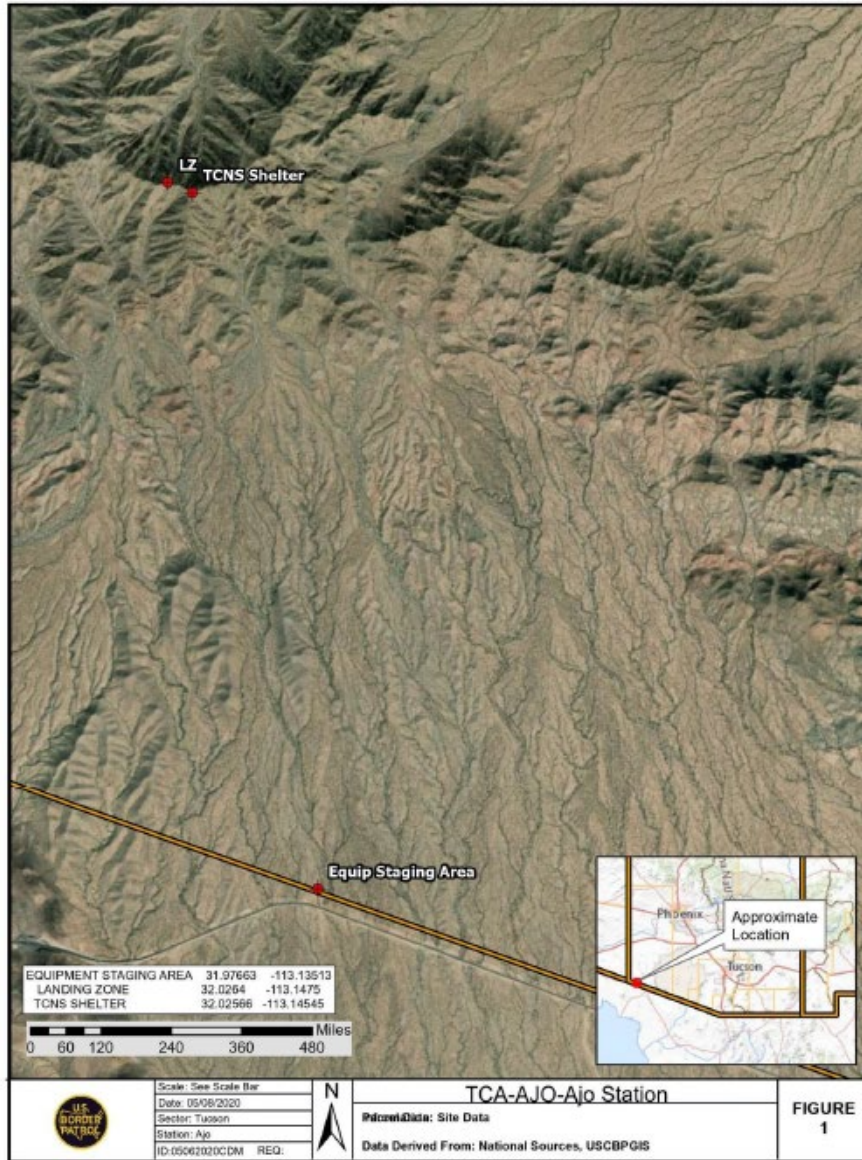 LZ
TCNS Shelter
Equip Staging Area
EQUIPMENT STAGING AREA 31.97663 -113.13513
LANDING ZONE 32.0264 -113.1475
TCNS SHELTER 32.02566 -113.14545
Miles
0 60 120 240 360 480
Phoenix
Approximate
Location
Tucson
U.S.
BORDER
PATROL
Scale: See Scale Bar
Date: 05/08/2020
Sector: Tucson
Station: Ajo
ID:05062020CDM REQ:
N
TCA-AJO-Ajo Station
Site Data
Data Derived From: National Sources, USCBPGIS
FIGURE
1